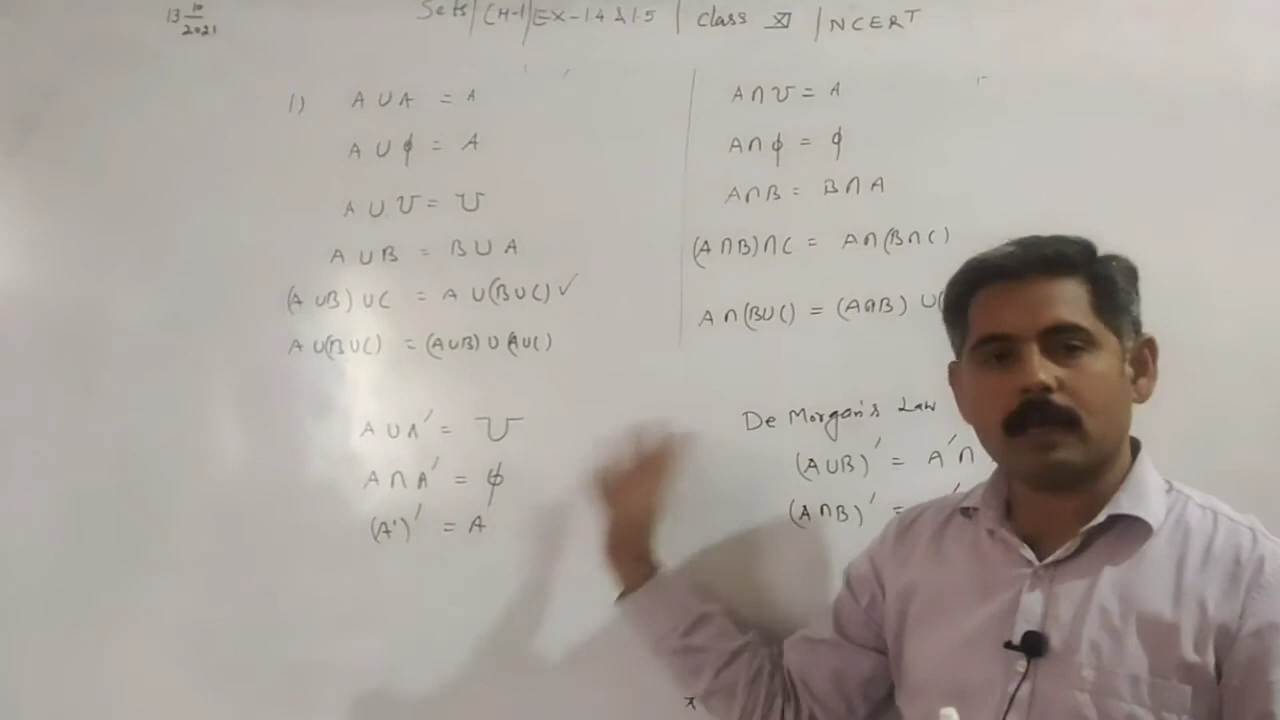 13 10/2021
Sets | CH-1 | EX-1.4 & 1.5 | Class XI | NCERT
1) A ∪ A = A
A ∪ ϕ = A
A ∪ U = U
A ∪ B = B ∪ A
(A ∪ B) ∪ C = A ∪ (B ∪ C) ✓
A ∪ (B ∪ C) = (A ∪ B) ∪ (A ∪ C)
A ∩ U = A
A ∩ ϕ = ϕ
A ∩ B = B ∩ A
(A ∩ B) ∩ C = A ∩ (B ∩ C)
A ∩ (B ∪ C) = (A ∩ B) ∪ (
A ∪ A′ = U
A ∩ A′ = ϕ
(A′)′ = A
De Morgan's Law
(A ∪ B)′ = A′ ∩
(A ∩ B)′ =